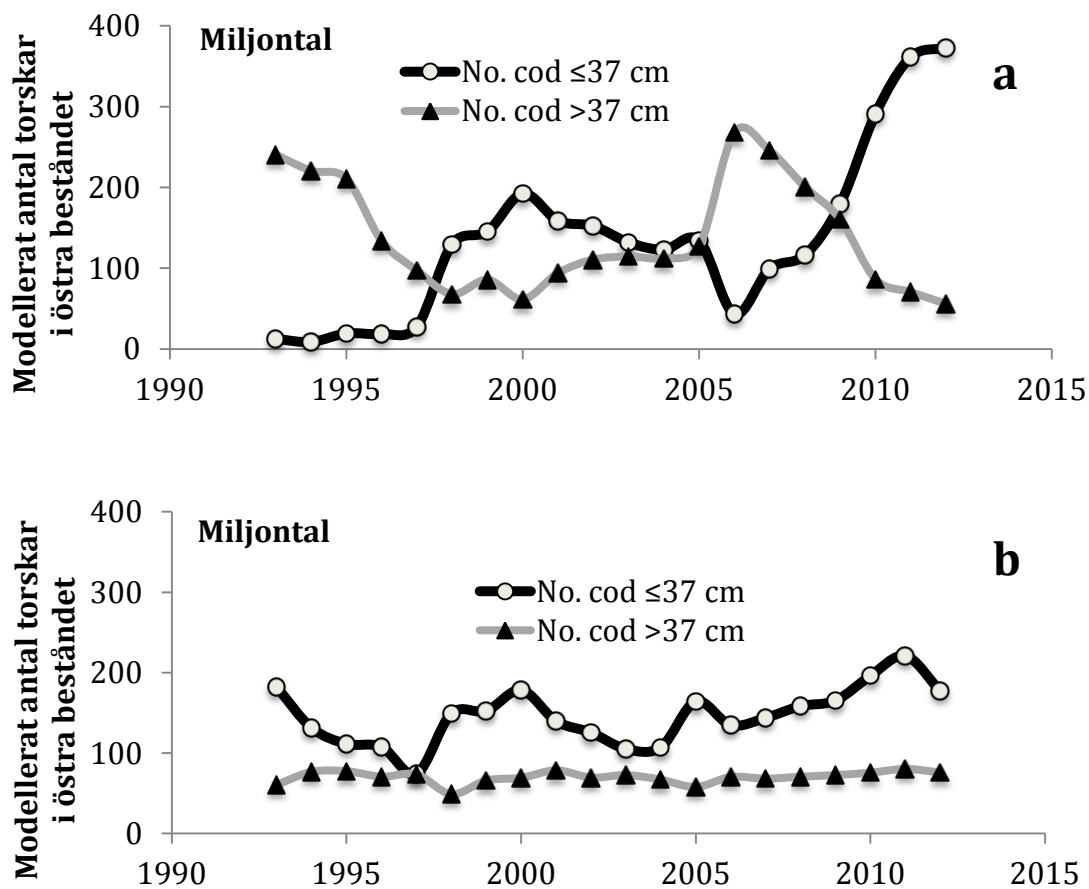 Modellerat antal torskar
i östra beståndet
400
300
200
100
0
Miljontal
No. cod ≤37 cm
No. cod >37 cm
a
1990 1995 2000 2005 2010 2015
Modellerat antal torskar
i östra beståndet
400
300
200
100
0
Miljontal
No. cod ≤37 cm
No. cod >37 cm
b
1990 1995 2000 2005 2010 2015